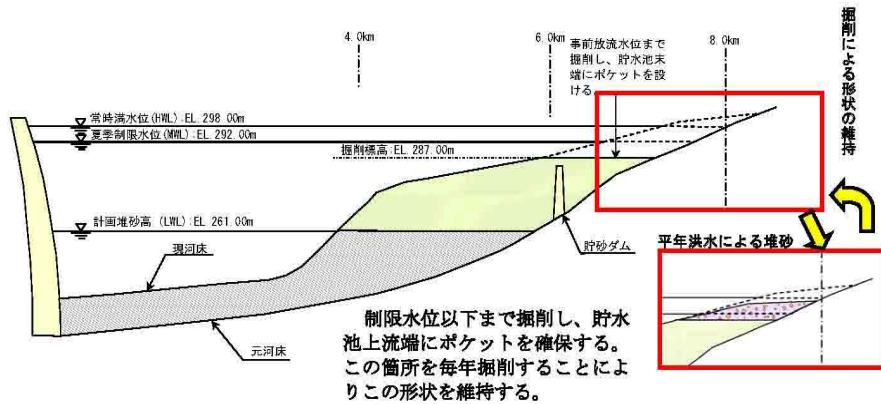 4.0km
6.0km
8.0km
事前放流水位まで
掘削し、貯水池末
端にポケットを設
ける。
掘削による形状の維持
常時満水位(HWL):EL.298.00m
夏季制限水位(MWL):EL.292.00m
掘削標高:EL.287.00m
計画堆砂高 (LWL):EL.261.00m
現河床
貯砂ダム
平年洪水による堆砂
元河床
制限水位以下まで掘削し、貯水
池上流端にポケットを確保する。
この箇所を毎年掘削することによ
りこの形状を維持する。